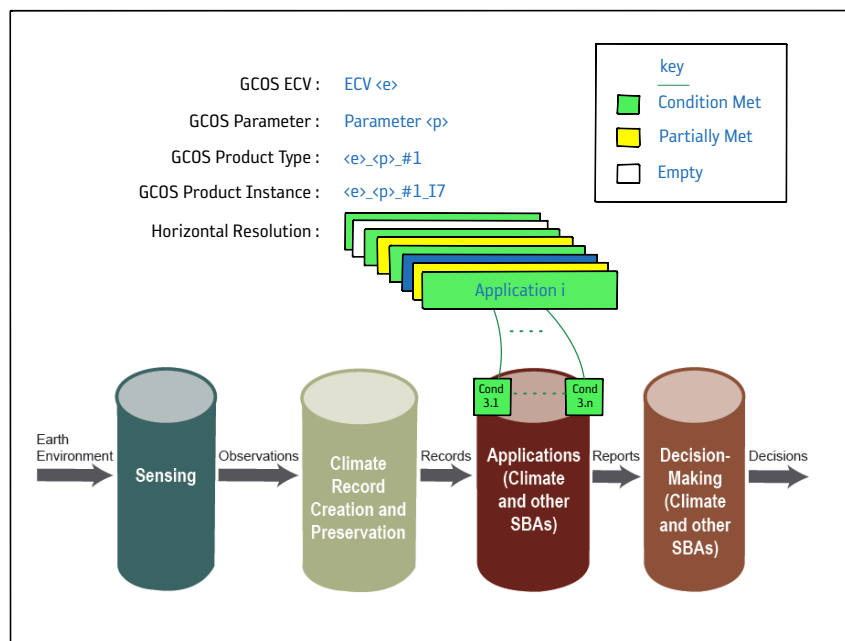 GCOS ECV : ECV <e>
GCOS Parameter : Parameter <p>
GCOS Product Type : <e>_<p>_#1
GCOS Product Instance : <e>_<p>_#1_I7
Horizontal Resolution :
key
Condition Met
Partially Met
Empty
Application i
Cond
3.1
Cond
3.n
Earth
Environment
Sensing
Observations
Climate
Record
Creation and
Preservation
Records
Applications
(Climate
and other
SBAs)
Reports
Decision-
Making
(Climate
and other
SBAs)
Decisions